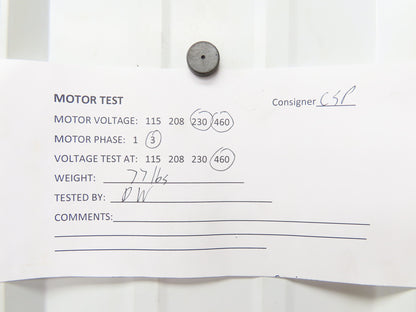 MOTOR TEST
Consigner CSP
MOTOR VOLTAGE: 115 208 230 460
MOTOR PHASE: 1 3
VOLTAGE TEST AT: 115 208 230 460
WEIGHT: 77 lbs
TESTED BY: DW
COMMENTS: